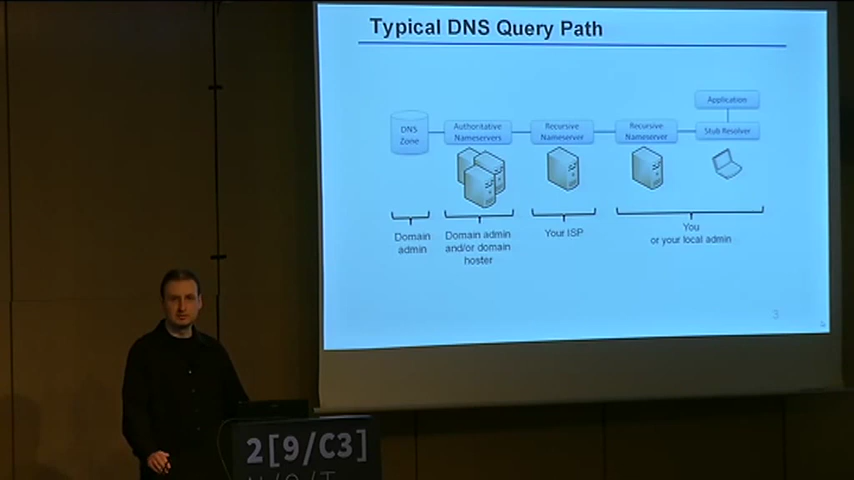 Typical DNS Query Path
Application
DNS
Zone
Authoritative
Nameservers
Recursive
Nameserver
Recursive
Nameserver
Stub Resolver
Domain
admin
Domain admin
and/or domain
hoster
Your ISP
You
or your local admin
3
2[9/C3]